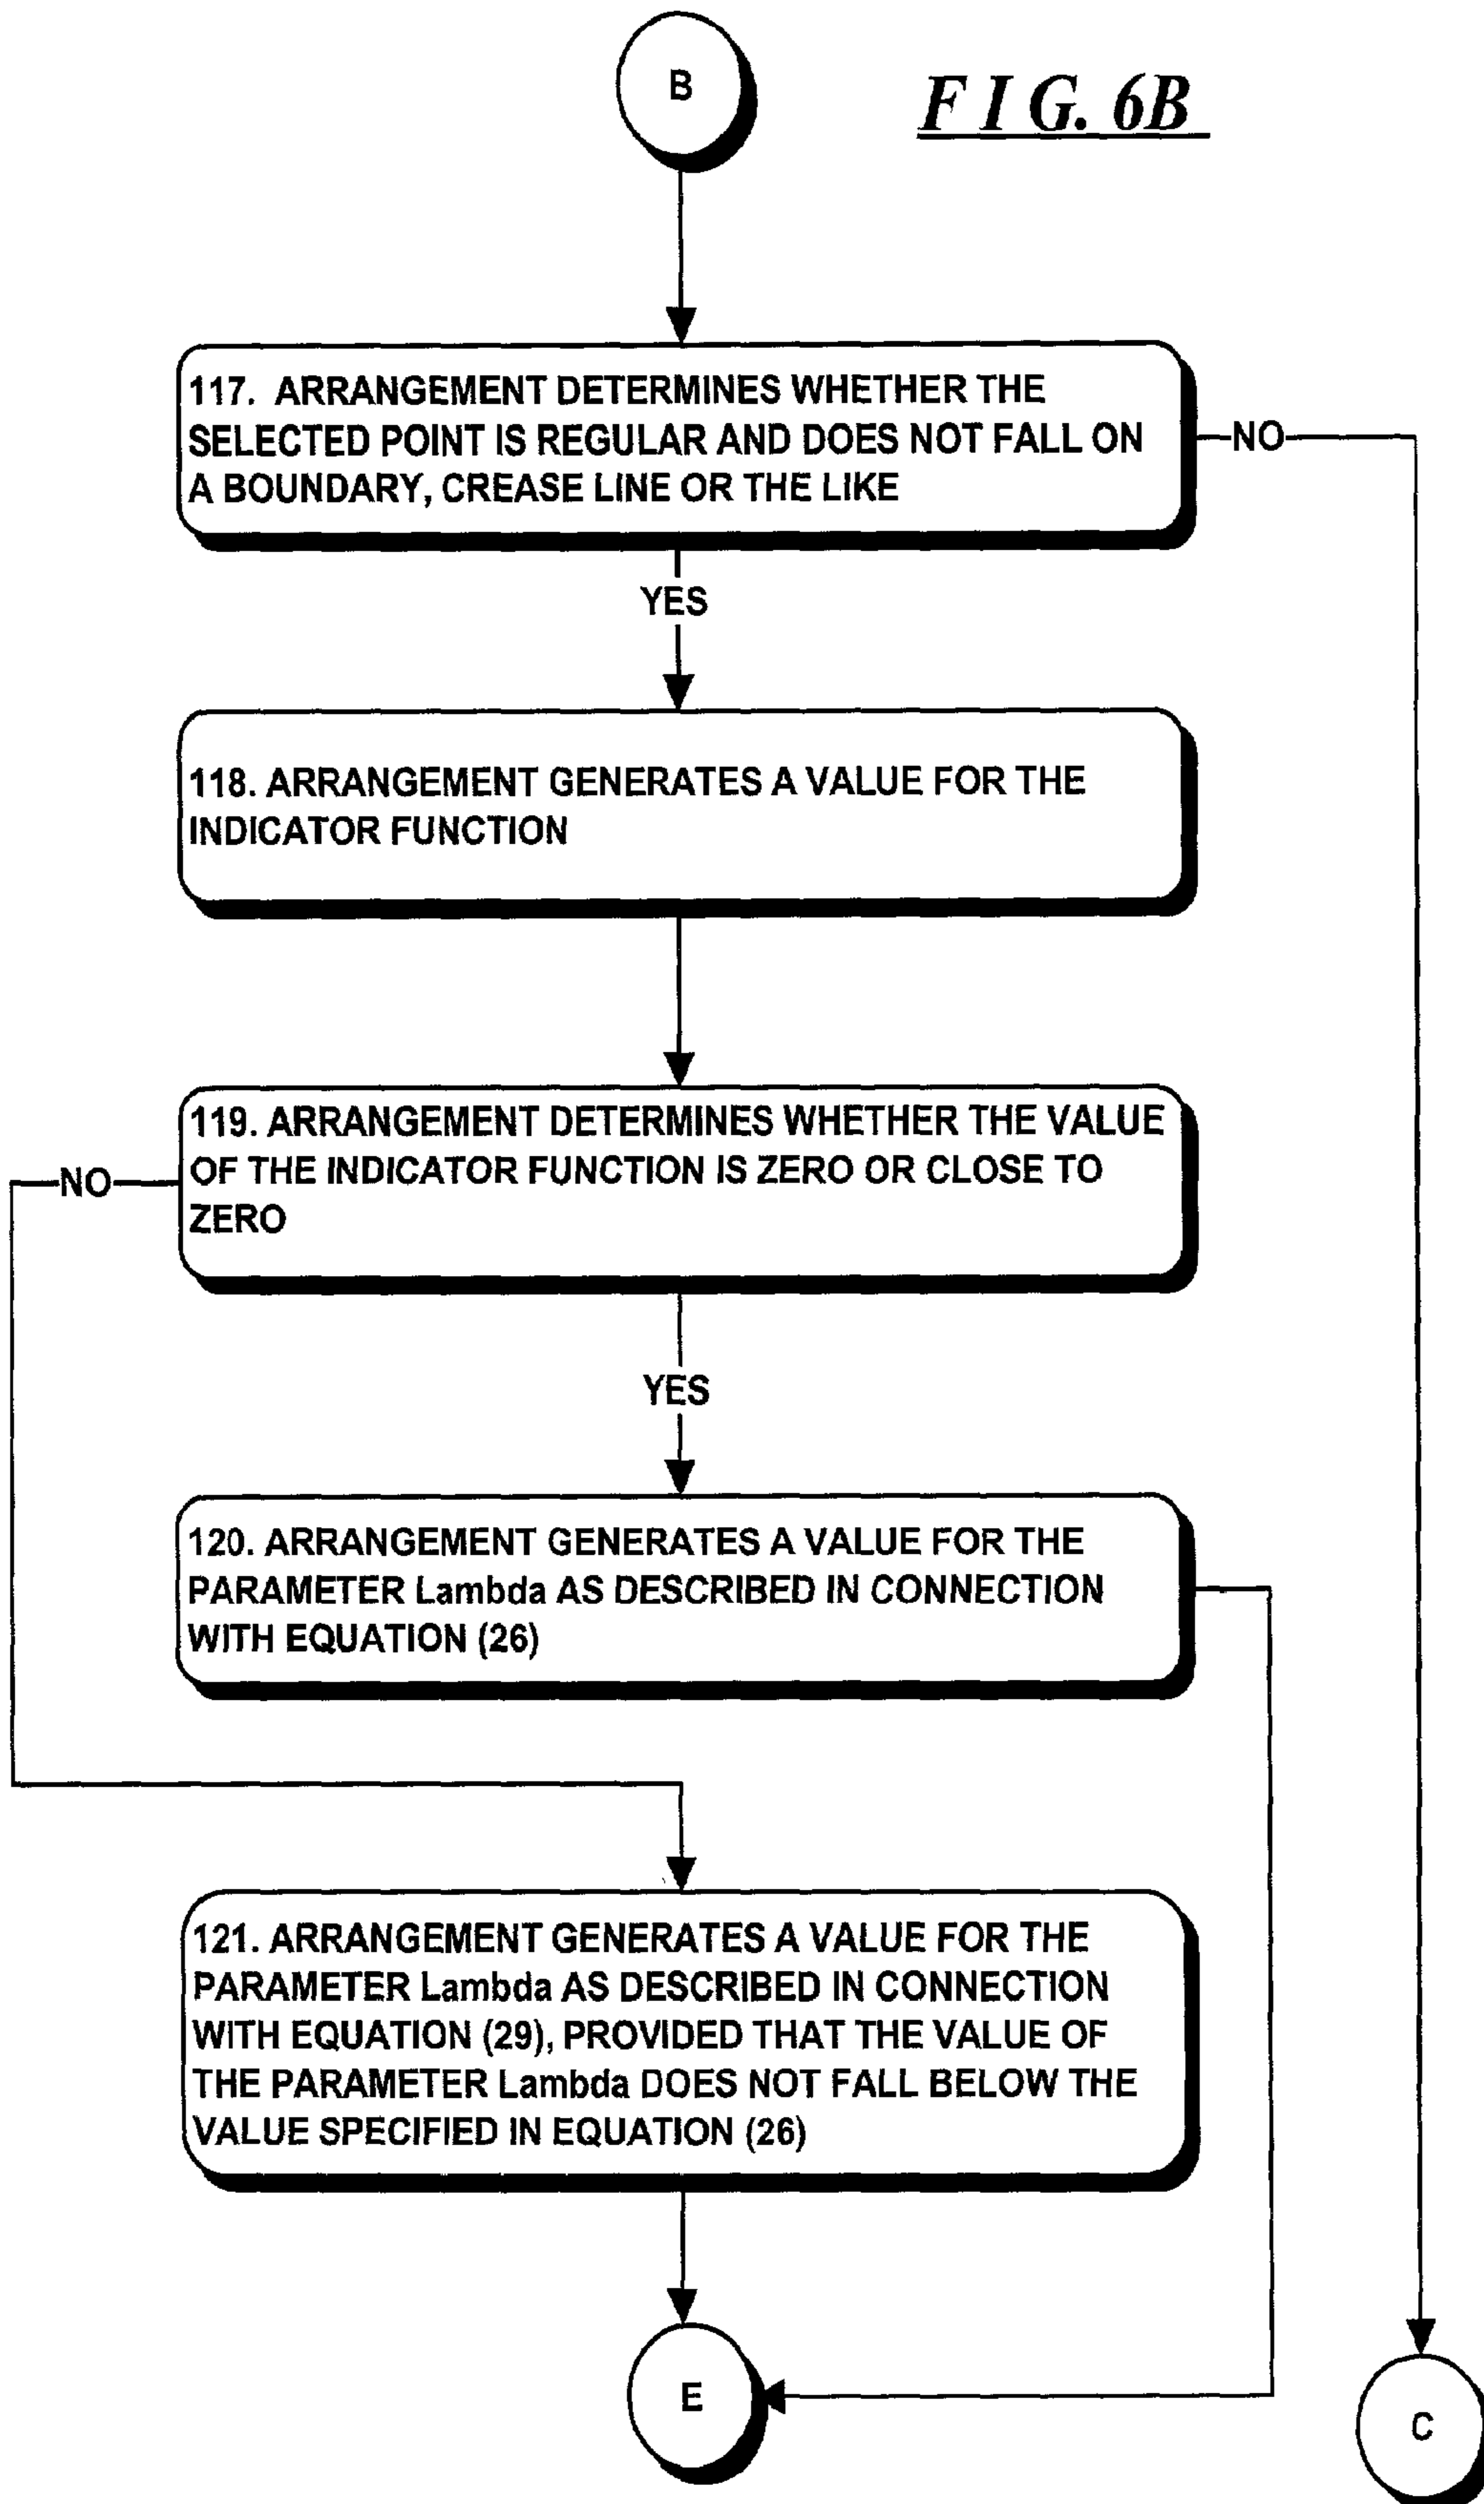 B
FIG. 6B
117. ARRANGEMENT DETERMINES WHETHER THE
SELECTED POINT IS REGULAR AND DOES NOT FALL ON
A BOUNDARY, CREASE LINE OR THE LIKE
NO
YES
118. ARRANGEMENT GENERATES A VALUE FOR THE
INDICATOR FUNCTION
119. ARRANGEMENT DETERMINES WHETHER THE VALUE
OF THE INDICATOR FUNCTION IS ZERO OR CLOSE TO
ZERO
NO
YES
120. ARRANGEMENT GENERATES A VALUE FOR THE
PARAMETER Lambda AS DESCRIBED IN CONNECTION
WITH EQUATION (26)
121. ARRANGEMENT GENERATES A VALUE FOR THE
PARAMETER Lambda AS DESCRIBED IN CONNECTION
WITH EQUATION (29), PROVIDED THAT THE VALUE OF
THE PARAMETER Lambda DOES NOT FALL BELOW THE
VALUE SPECIFIED IN EQUATION (26)
E
C